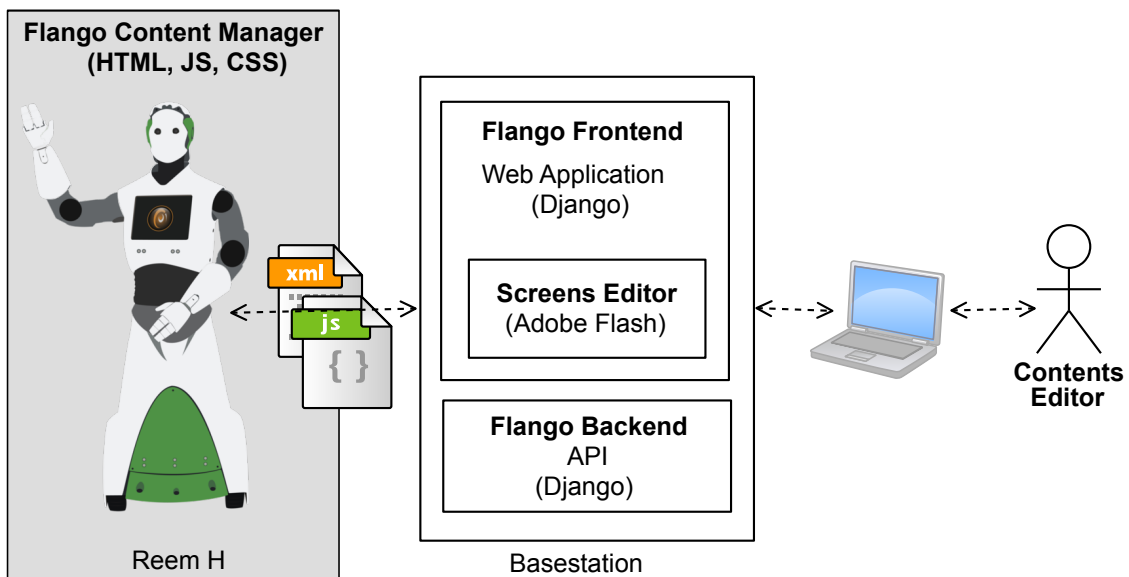 Flango Content Manager
(HTML, JS, CSS)
xml
js
{ }
Reem H
Flango Frontend
Web Application
(Django)
Screens Editor
(Adobe Flash)
Flango Backend
API
(Django)
Basestation
Contents
Editor